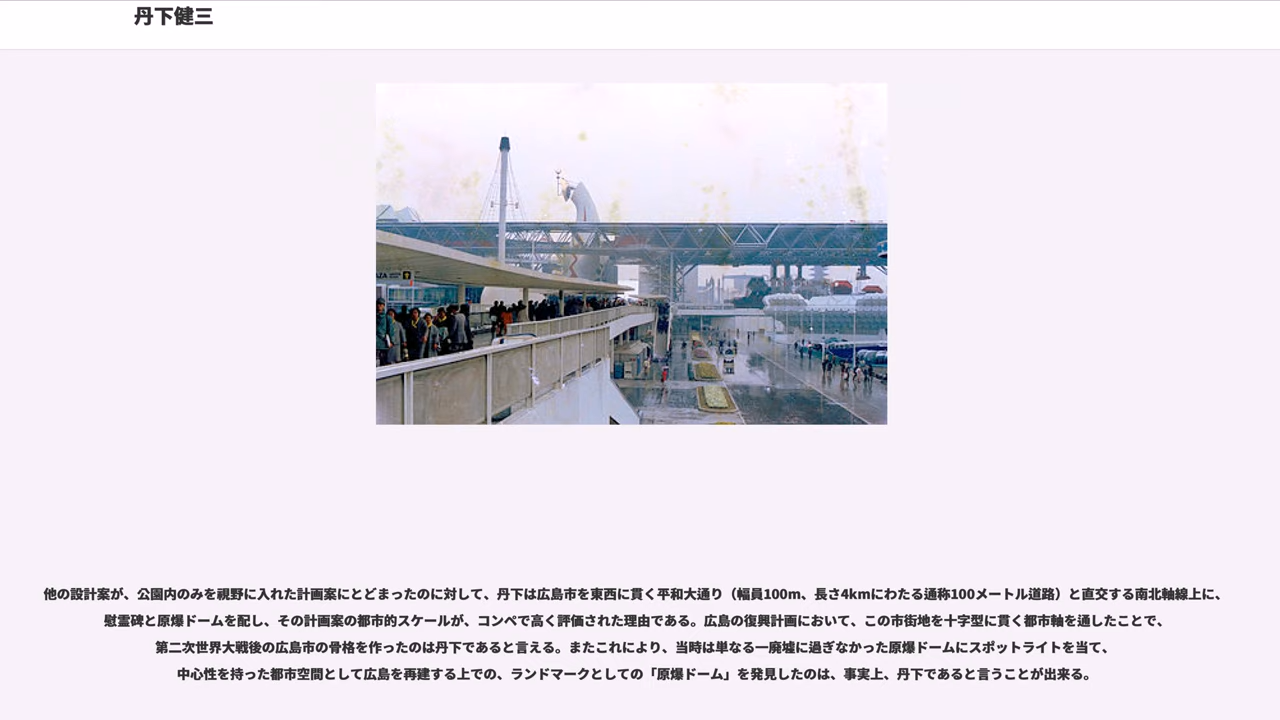 丹下健三
他の設計案が、公園内のみを視野に入れた計画案にとどまったのに対して、丹下は広島市を東西に貫く平和大通り（幅員100m、長さ4kmにわたる通称100メートル道路）と直交する南北軸線上に、
慰霊碑と原爆ドームを配し、その計画案の都市的スケールが、コンペで高く評価された理由である。広島の復興計画において、この市街地を十字型に貫く都市軸を通したことで、
第二次世界大戦後の広島市の骨格を作ったのは丹下であると言える。またこれにより、当時は単なる一廃墟に過ぎなかった原爆ドームにスポットライトを当て、
中心性を持った都市空間として広島を再建する上での、ランドマークとしての「原爆ドーム」を発見したのは、事実上、丹下であると言うことが出来る。